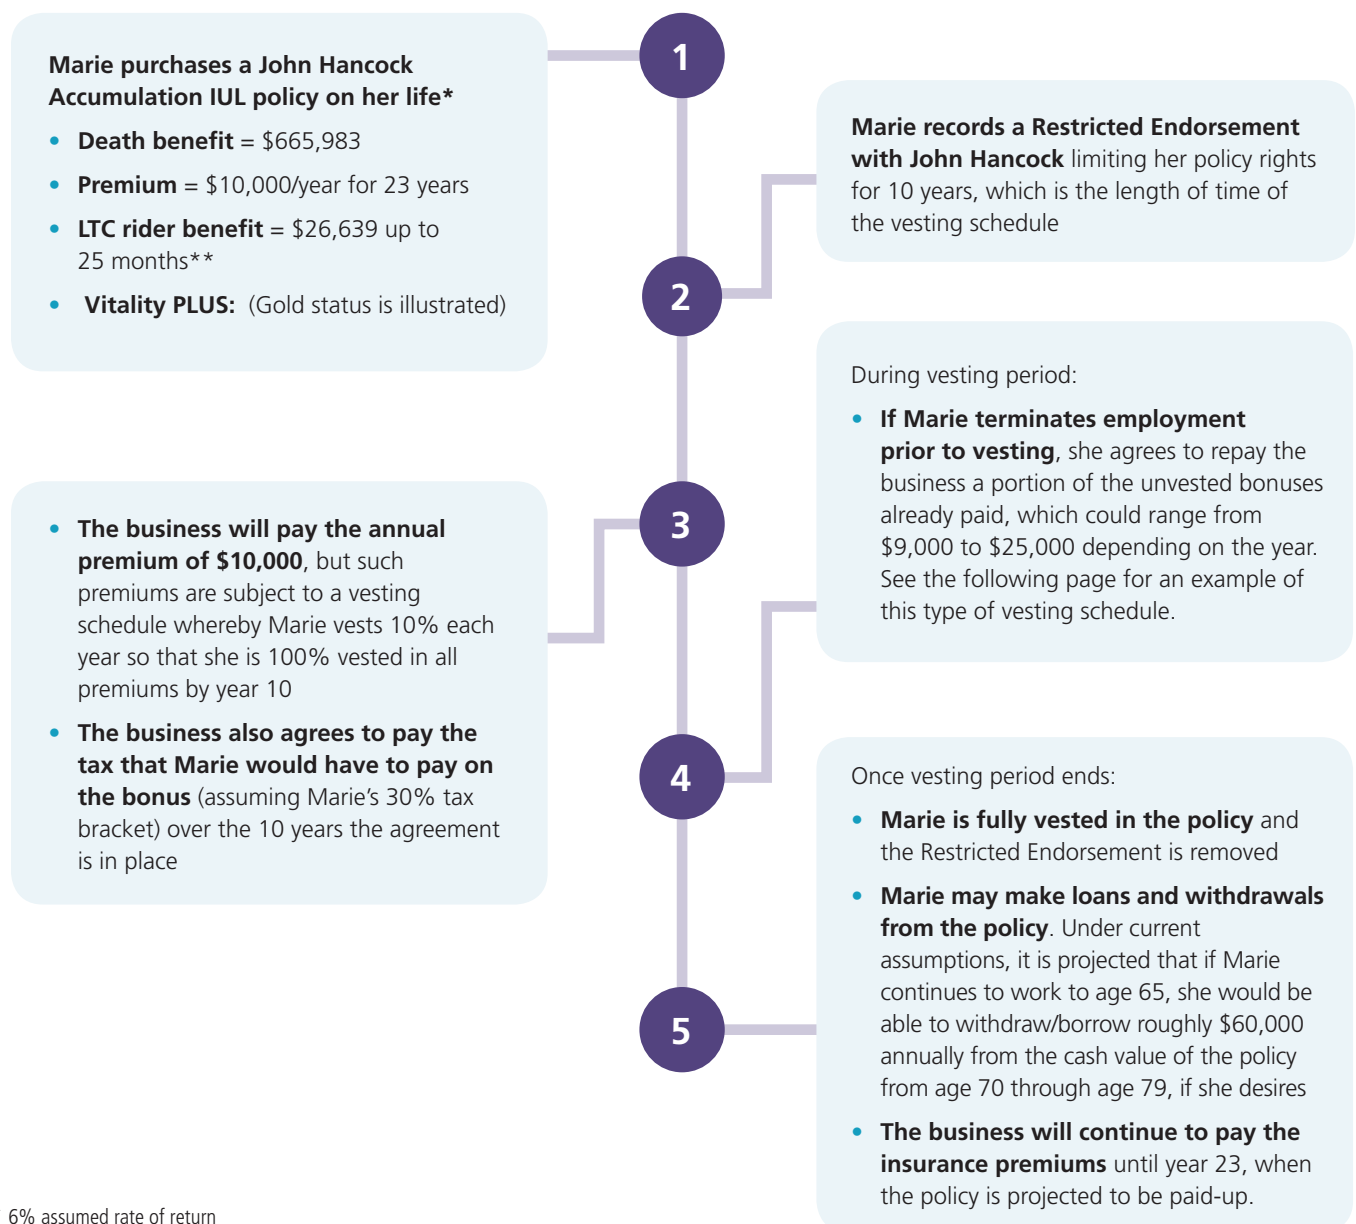 1
Marie purchases a John Hancock
Accumulation IUL policy on her life*
• Death benefit = $665,983
• Premium = $10,000/year for 23 years
• LTC rider benefit = $26,639 up to
25 months**
• Vitality PLUS: (Gold status is illustrated)
2
Marie records a Restricted Endorsement
with John Hancock limiting her policy rights
for 10 years, which is the length of time of
the vesting schedule
3
• The business will pay the annual
premium of $10,000, but such
premiums are subject to a vesting
schedule whereby Marie vests 10% each
year so that she is 100% vested in all
premiums by year 10
• The business also agrees to pay the
tax that Marie would have to pay on
the bonus (assuming Marie’s 30% tax
bracket) over the 10 years the agreement
is in place
4
During vesting period:
• If Marie terminates employment
prior to vesting, she agrees to repay the
business a portion of the unvested bonuses
already paid, which could range from
$9,000 to $25,000 depending on the year.
See the following page for an example of
this type of vesting schedule.
5
Once vesting period ends:
• Marie is fully vested in the policy and
the Restricted Endorsement is removed
• Marie may make loans and withdrawals
from the policy. Under current
assumptions, it is projected that if Marie
continues to work to age 65, she would be
able to withdraw/borrow roughly $60,000
annually from the cash value of the policy
from age 70 through age 79, if she desires
• The business will continue to pay the
insurance premiums until year 23, when
the policy is projected to be paid-up.
6% assumed rate of return